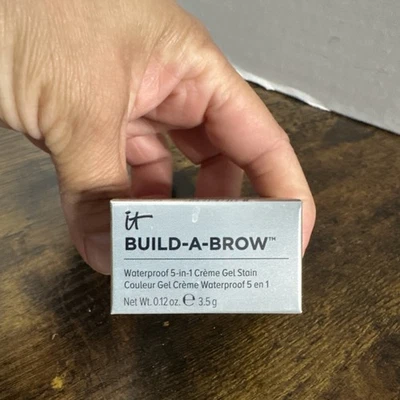 it
BUILD-A-BROW™
Waterproof 5-in-1 Crème Gel Stain
Couleur Gel Crème Waterproof 5 en 1
Net Wt. 0.12 oz. ℮ 3.5 g